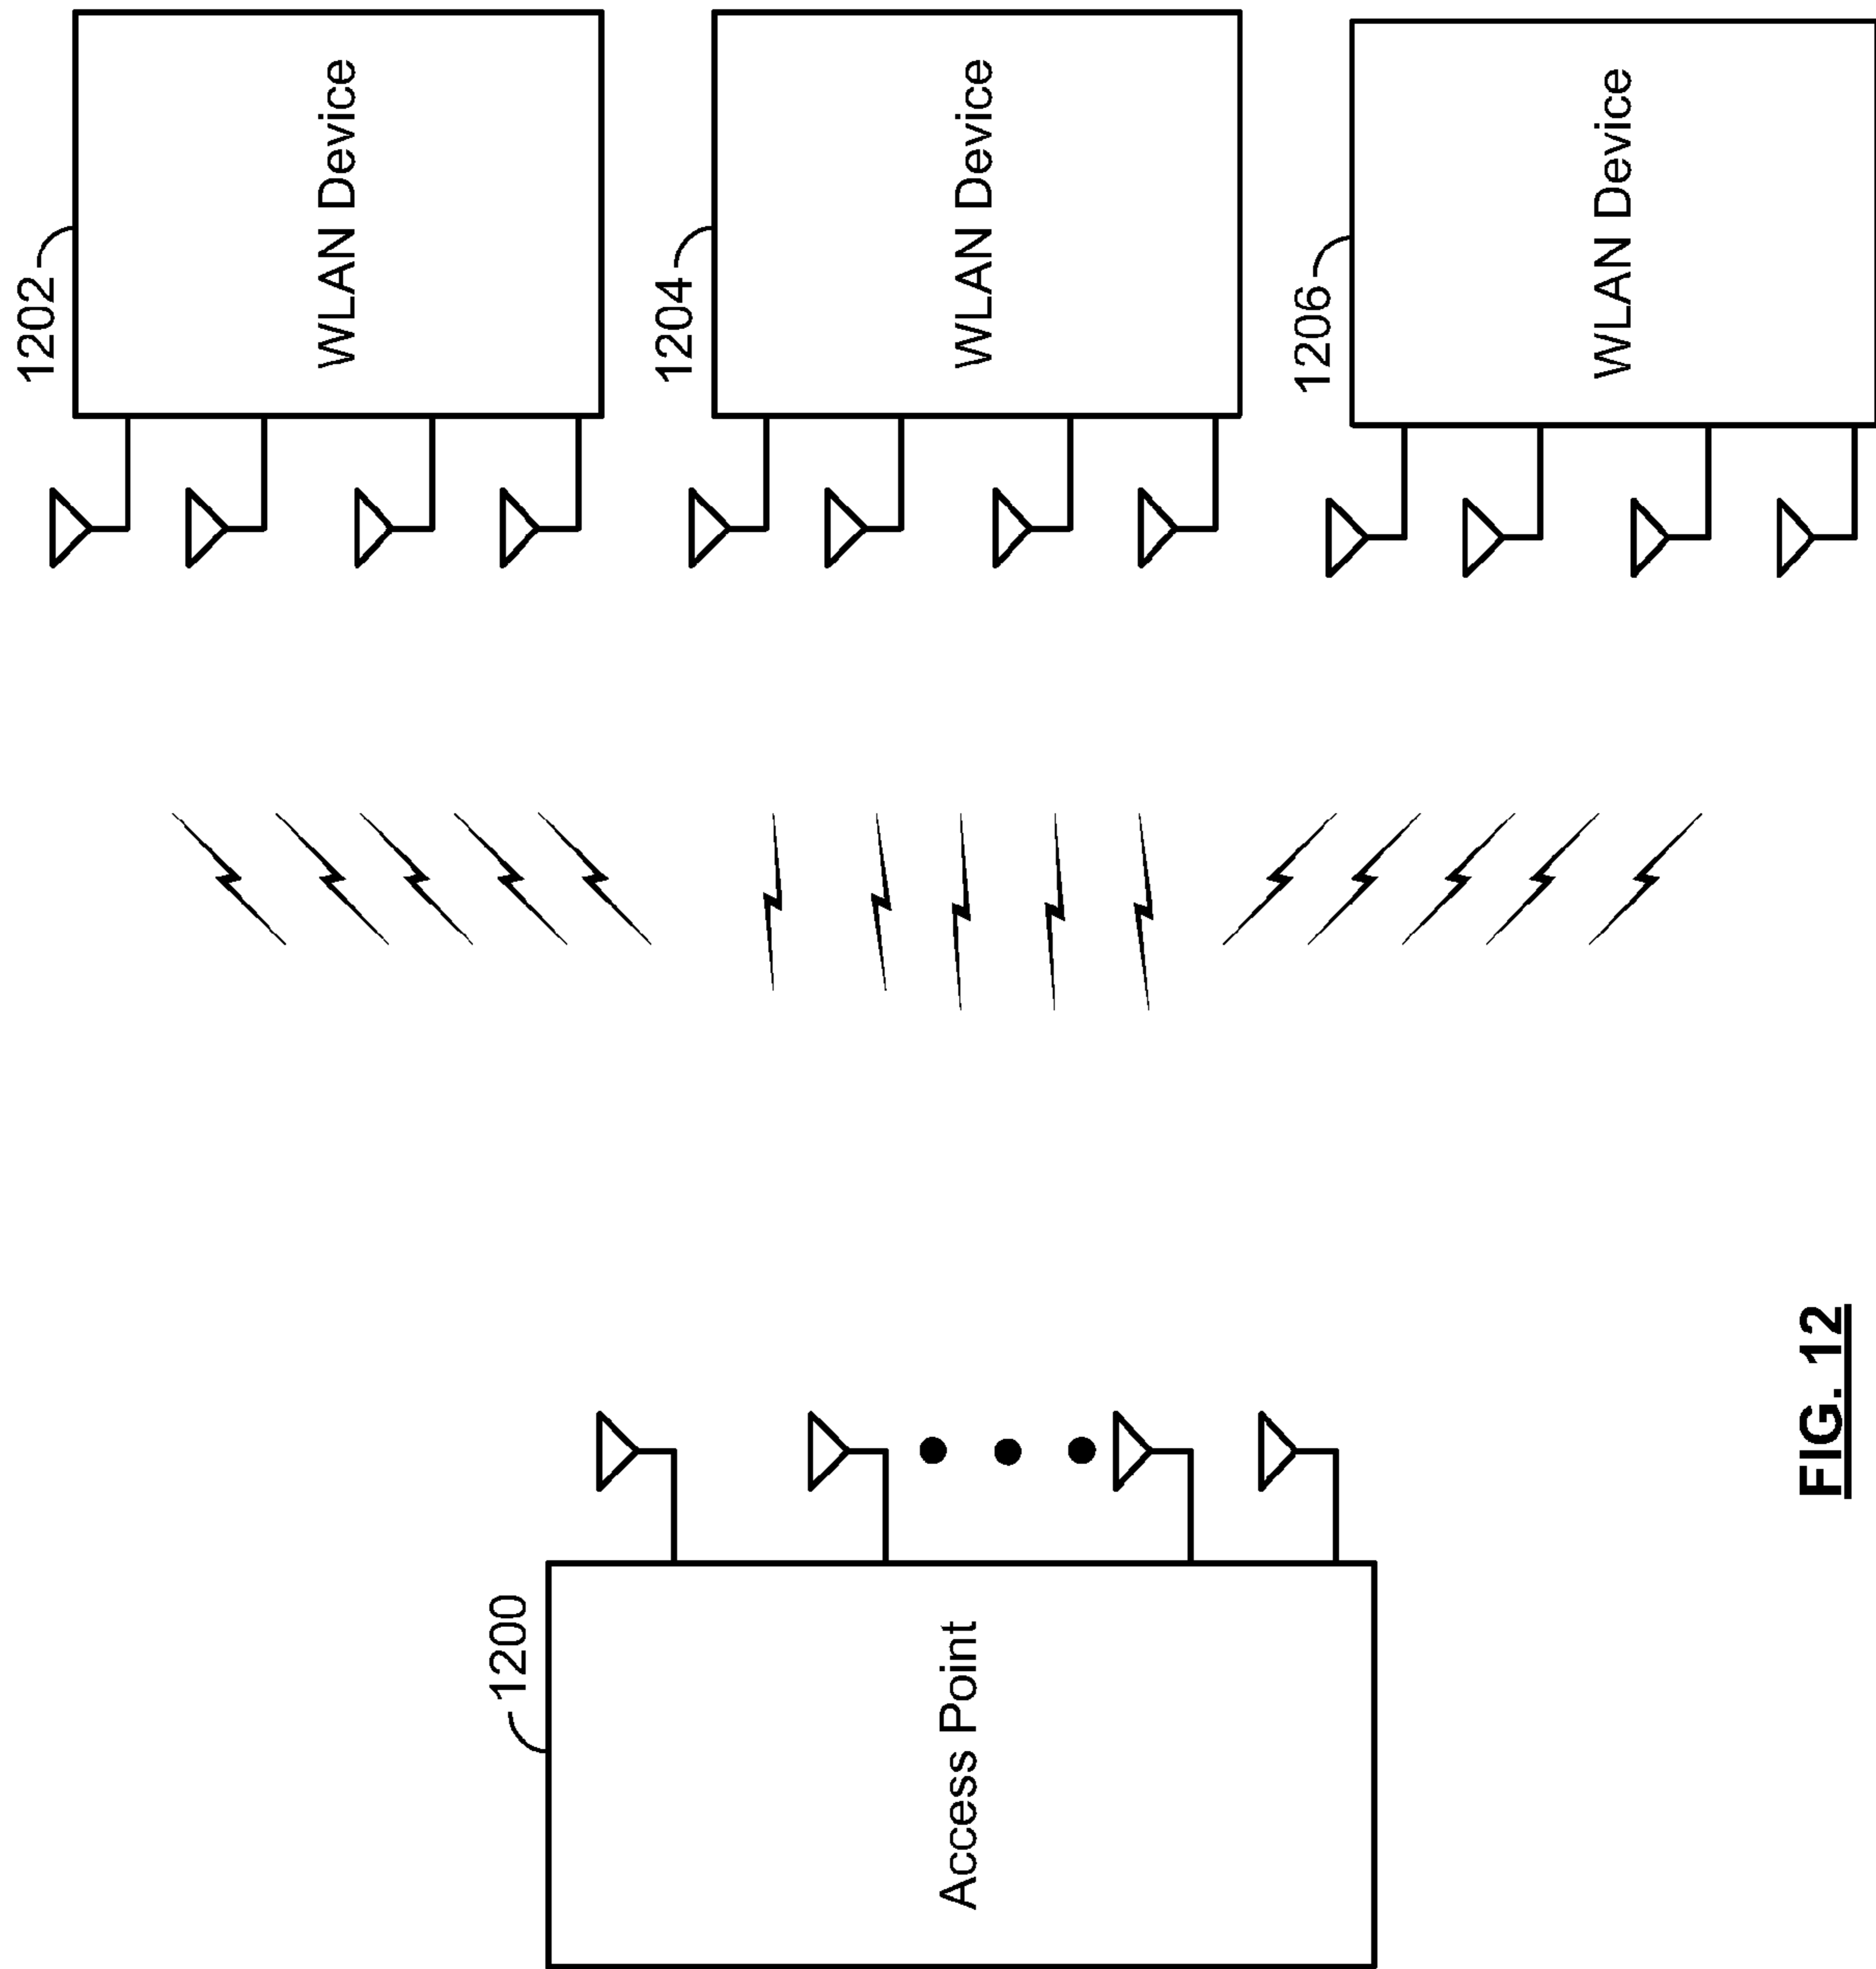 1200
Access Point
1202
WLAN Device
1204
WLAN Device
1206
WLAN Device
FIG. 12